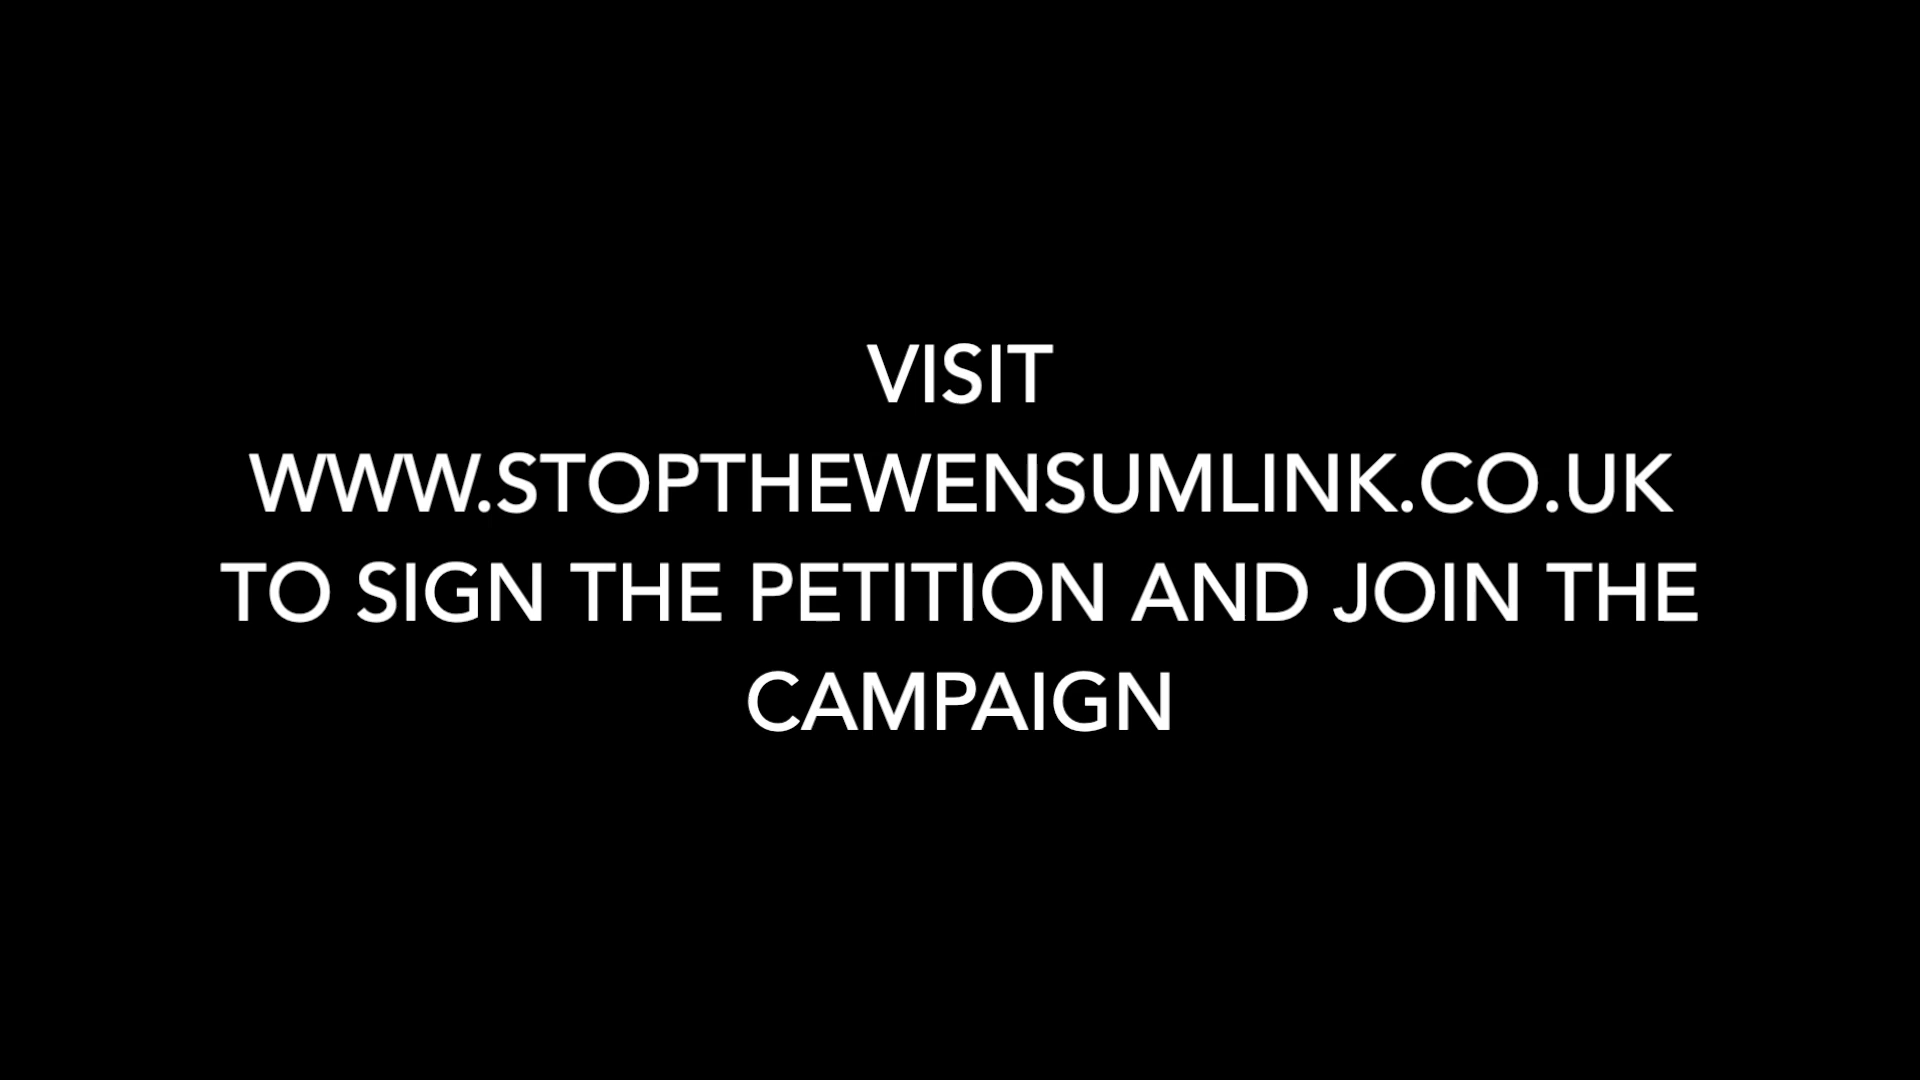 VISIT
WWW.STOPTHEWENSUMLINK.CO.UK
TO SIGN THE PETITION AND JOIN THE
CAMPAIGN